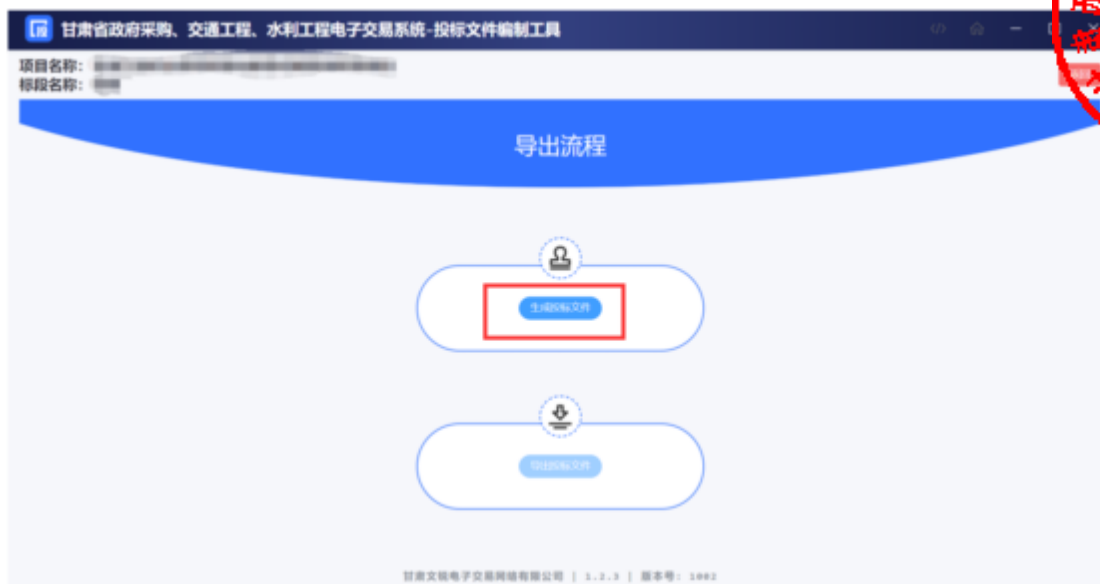 甘肃省政府采购、交通工程、水利工程电子交易系统-投标文件编制工具
项目名称：
标段名称：
导出流程
生成投标文件
导出投标文件
甘肃文锐电子交易网络有限公司 | 1.2.3 | 版本号: 1002